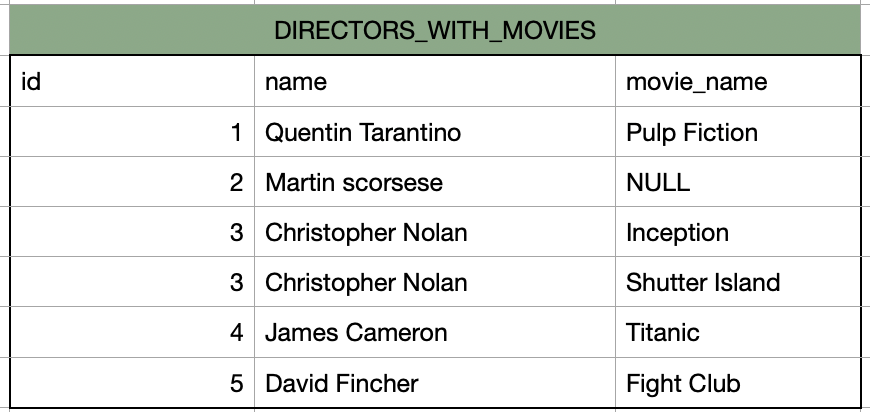 DIRECTORS_WITH_MOVIES
id name movie_name
1 Quentin Tarantino Pulp Fiction
2 Martin scorsese NULL
3 Christopher Nolan Inception
3 Christopher Nolan Shutter Island
4 James Cameron Titanic
5 David Fincher Fight Club